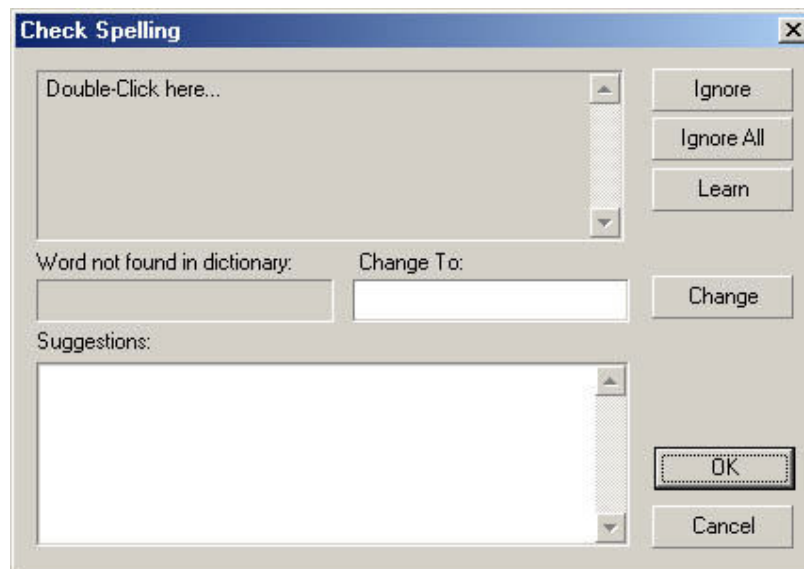 Check Spelling
Double-Click here...
Ignore
Ignore All
Learn
Word not found in dictionary:
Change To:
Change
Suggestions:
OK
Cancel